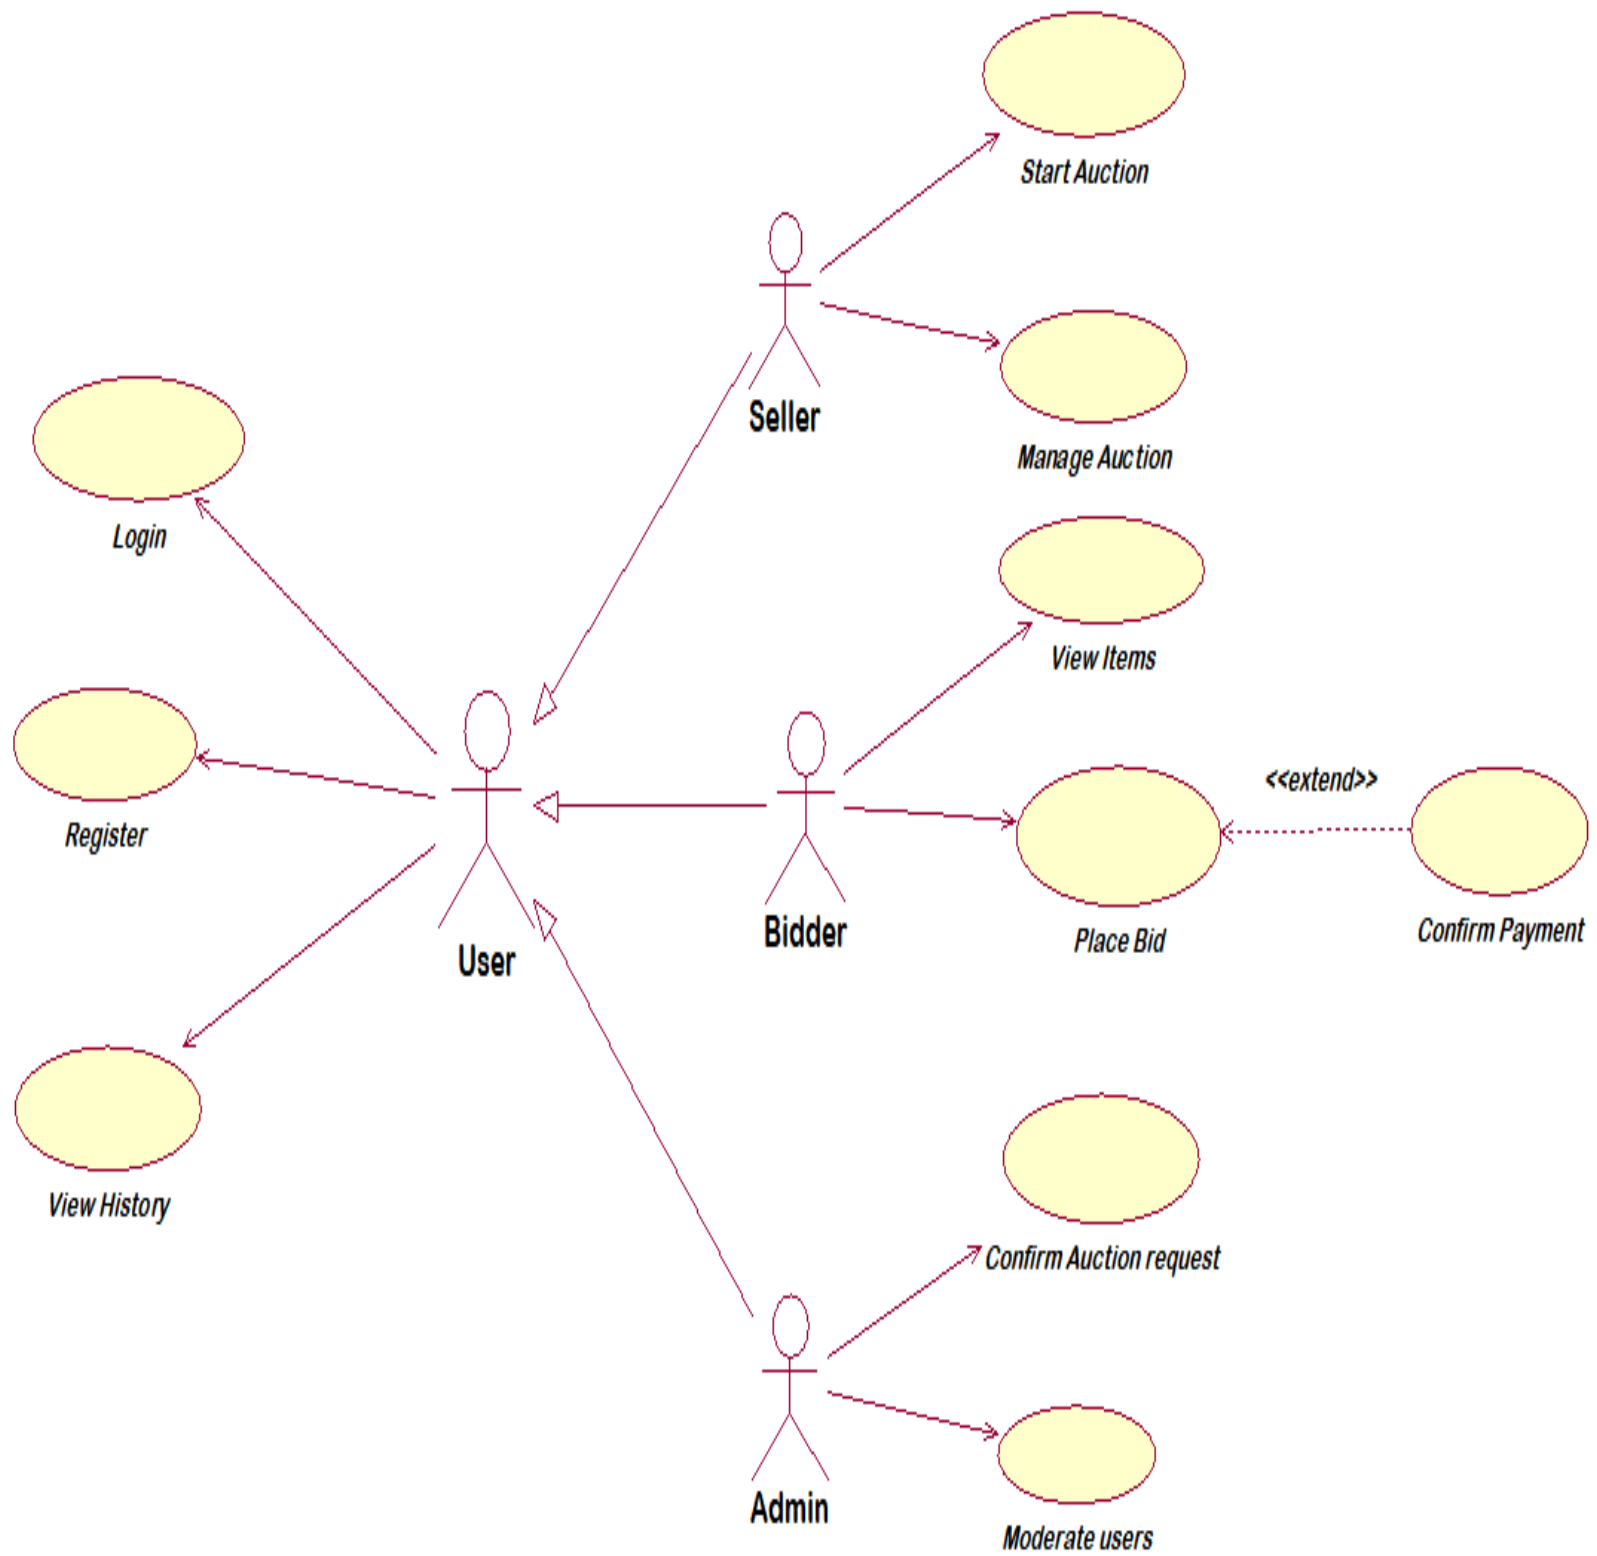 Start Auction
Seller
Manage Auction
Login
View Items
<<extend>>
Register
Place Bid
Confirm Payment
Bidder
User
View History
Confirm Auction request
Admin
Moderate users